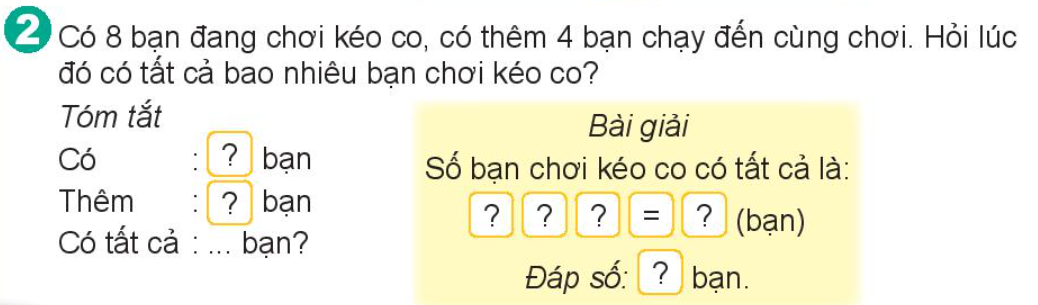 2 Có 8 bạn đang chơi kéo co, có thêm 4 bạn chạy đến cùng chơi. Hỏi lúc
đó có tất cả bao nhiêu bạn chơi kéo co?
Tóm tắt
Có : ? bạn
Thêm : ? bạn
Có tất cả : ... bạn?
Bài giải
Số bạn chơi kéo co có tất cả là:
? ? ? = ? (bạn)
Đáp số: ? bạn.